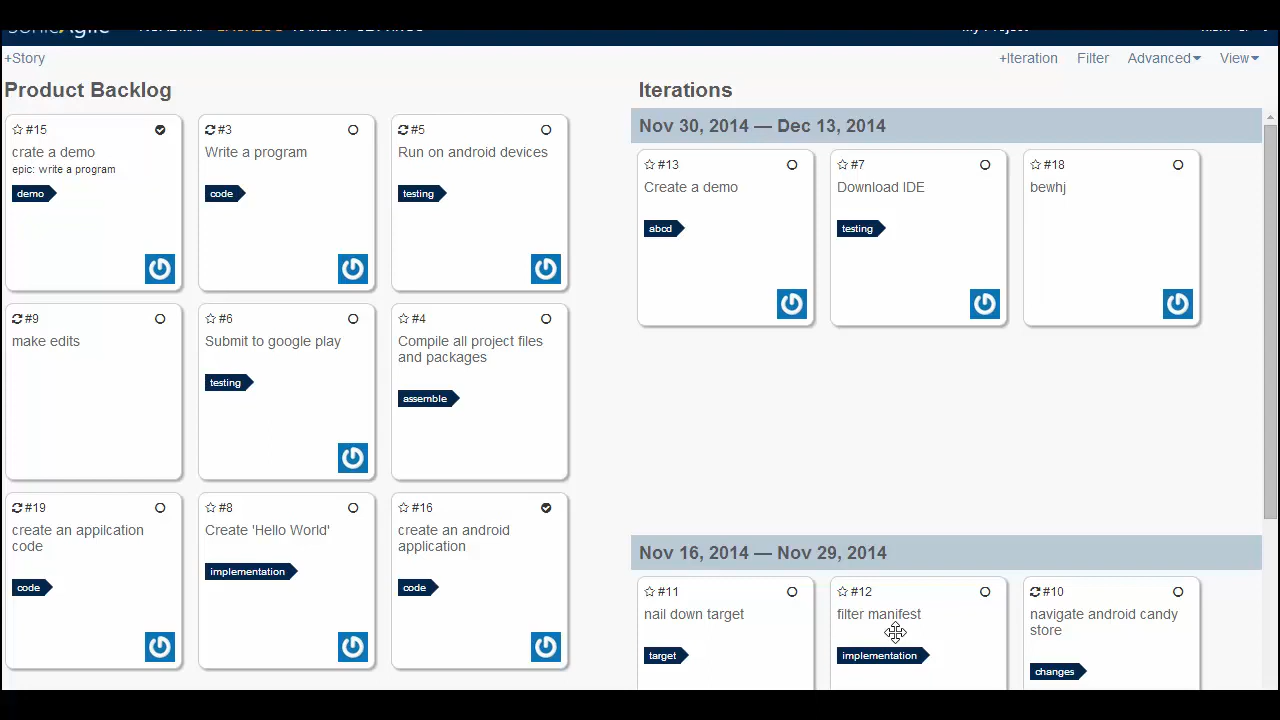 +Story
+Iteration Filter Advanced View
Product Backlog
Iterations
#15
crate a demo
epic: write a program
demo
#3
Write a program
code
#5
Run on android devices
testing
#9
make edits
#6
Submit to google play
testing
#4
Compile all project files
and packages
assemble
#19
create an appilcation
code
code
#8
Create 'Hello World'
implementation
#16
create an android
application
code
Nov 30, 2014 — Dec 13, 2014
#13
Create a demo
abcd
#7
Download IDE
testing
#18
bewhj
Nov 16, 2014 — Nov 29, 2014
#11
nail down target
target
#12
filter manifest
implementation
#10
navigate android candy
store
changes